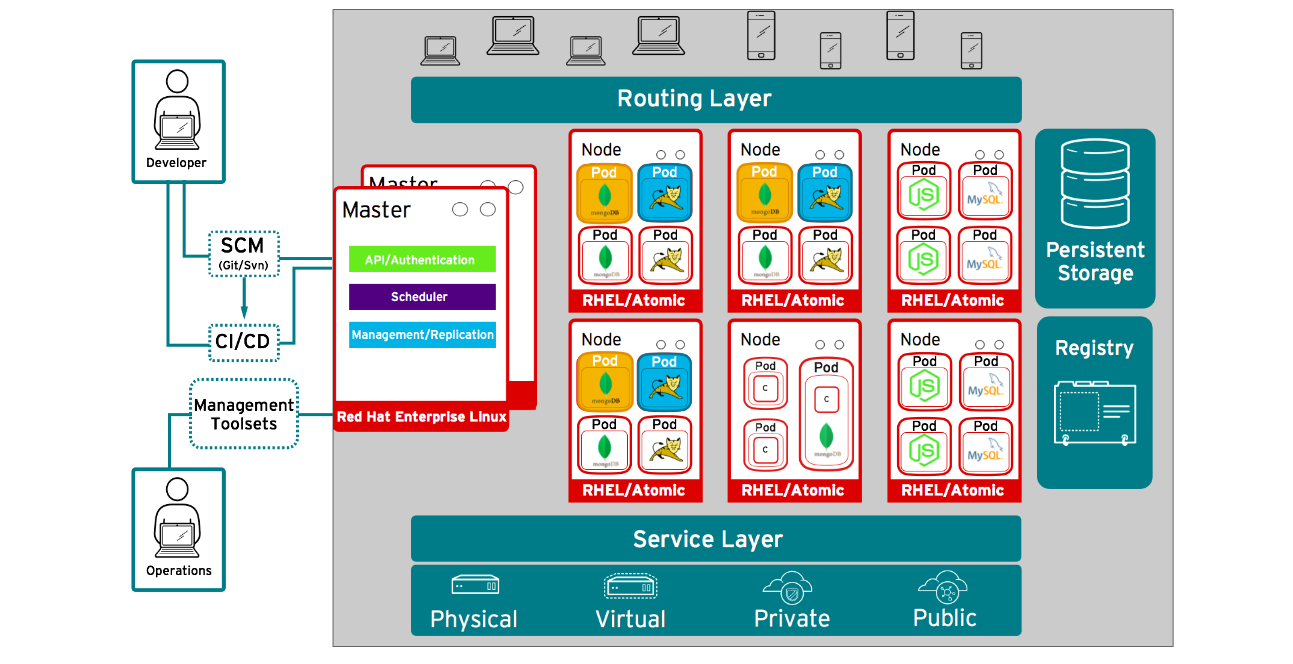 Routing Layer
Developer
SCM
(Git/Svn)
CI/CD
Management
Toolsets
Operations
Master
Master
API/Authentication
Scheduler
Management/Replication
Red Hat Enterprise Linux
Node
Pod
mongoDB
Pod
Pod
mongoDB
Pod
RHEL/Atomic
Node
Pod
mongoDB
Pod
Pod
mongoDB
Pod
RHEL/Atomic
Node
Pod
JS
Pod
MySQL
Pod
JS
Pod
MySQL
RHEL/Atomic
Node
Pod
mongoDB
Pod
Pod
mongoDB
Pod
RHEL/Atomic
Node
Pod
C
Pod
C
Pod
C
mongoDB
RHEL/Atomic
Node
Pod
JS
Pod
MySQL
Pod
JS
Pod
MySQL
RHEL/Atomic
Persistent
Storage
Registry
Service Layer
Physical
Virtual
Private
Public